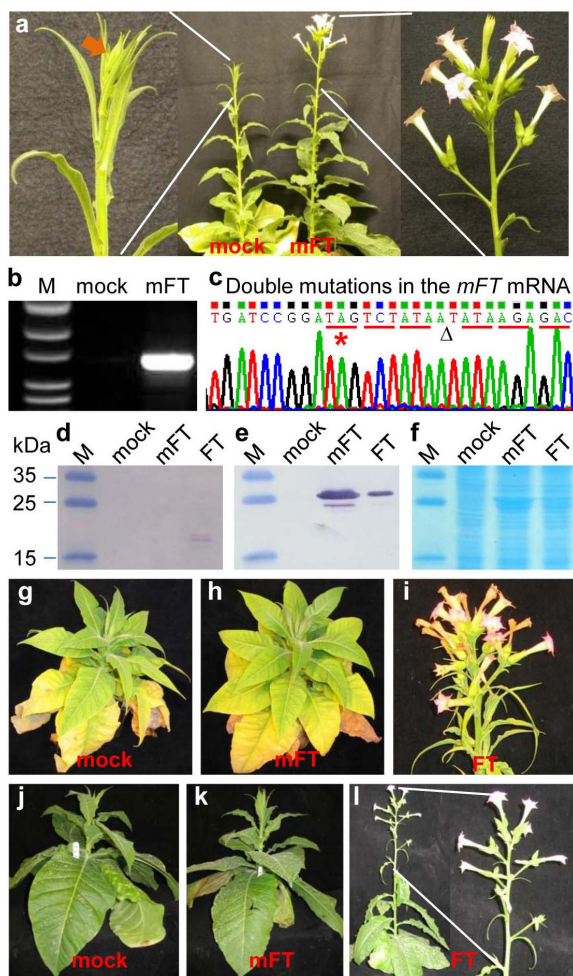 a
mock mFT
b M mock mFT
c Double mutations in the mFT mRNA
TGATCCGGATAGTCTATAATATAAGAGAC
* Δ
kDa d M mock mFT FT e M mock mFT FT f M mock mFT FT
35
25
15
g mock
h mFT
i FT
j mock
k mFT
l FT